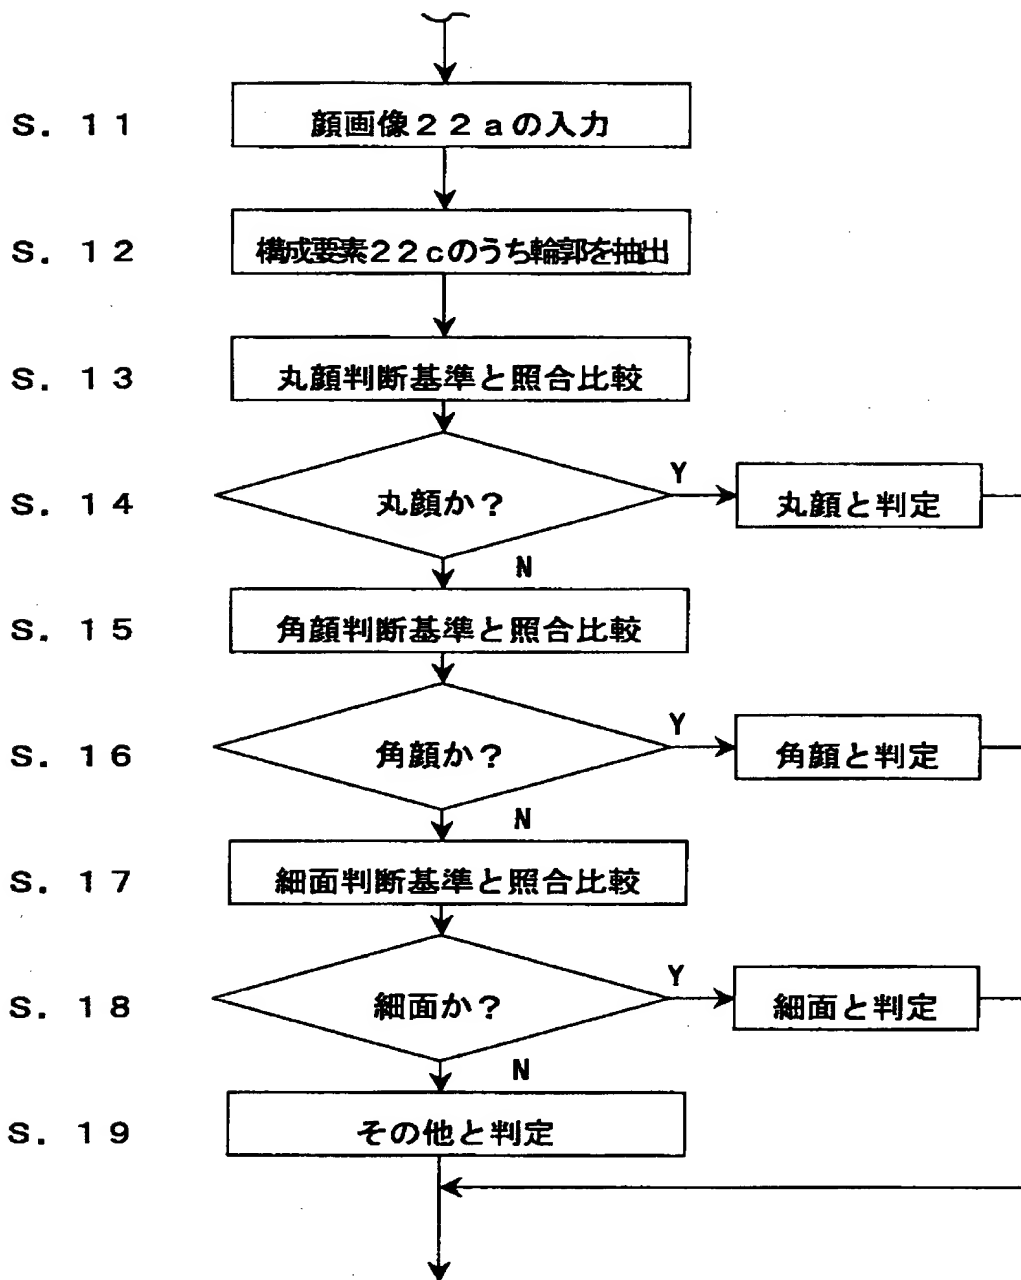 S. 11 顔画像22aの入力
S. 12 構成要素22cのうち輪郭を抽出
S. 13 丸顔判断基準と照合比較
S. 14 丸顔か? Y 丸顔と判定
N
S. 15 角顔判断基準と照合比較
S. 16 角顔か? Y 角顔と判定
N
S. 17 細面判断基準と照合比較
S. 18 細面か? Y 細面と判定
N
S. 19 その他と判定